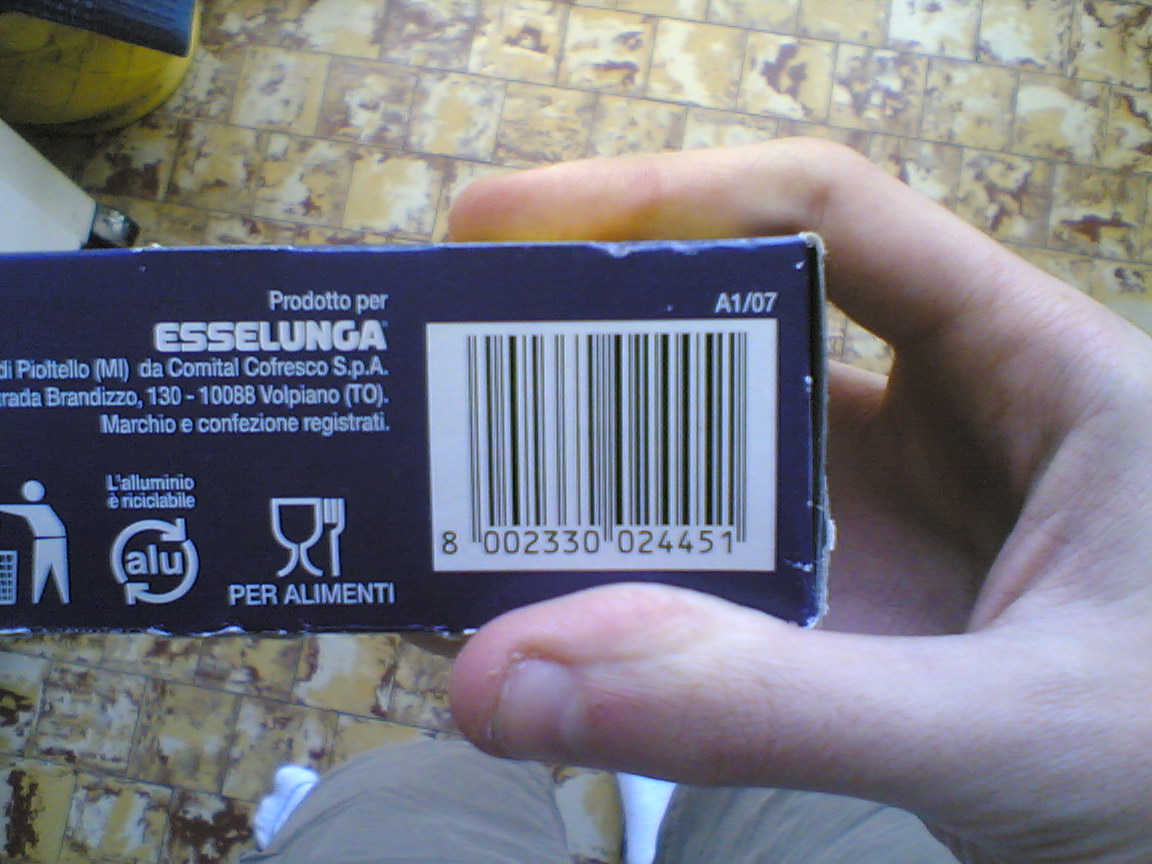 Prodotto per
ESSELUNGA
di Pioltello (MI) da Comital Cofresco S.p.A.
Brandizzo, 130 - 10088 Volpiano (TO).
Marchio e confezione registrati.
L'alluminio
è riciclabile
alu
PER ALIMENTI
A1/07
8 002330 024451